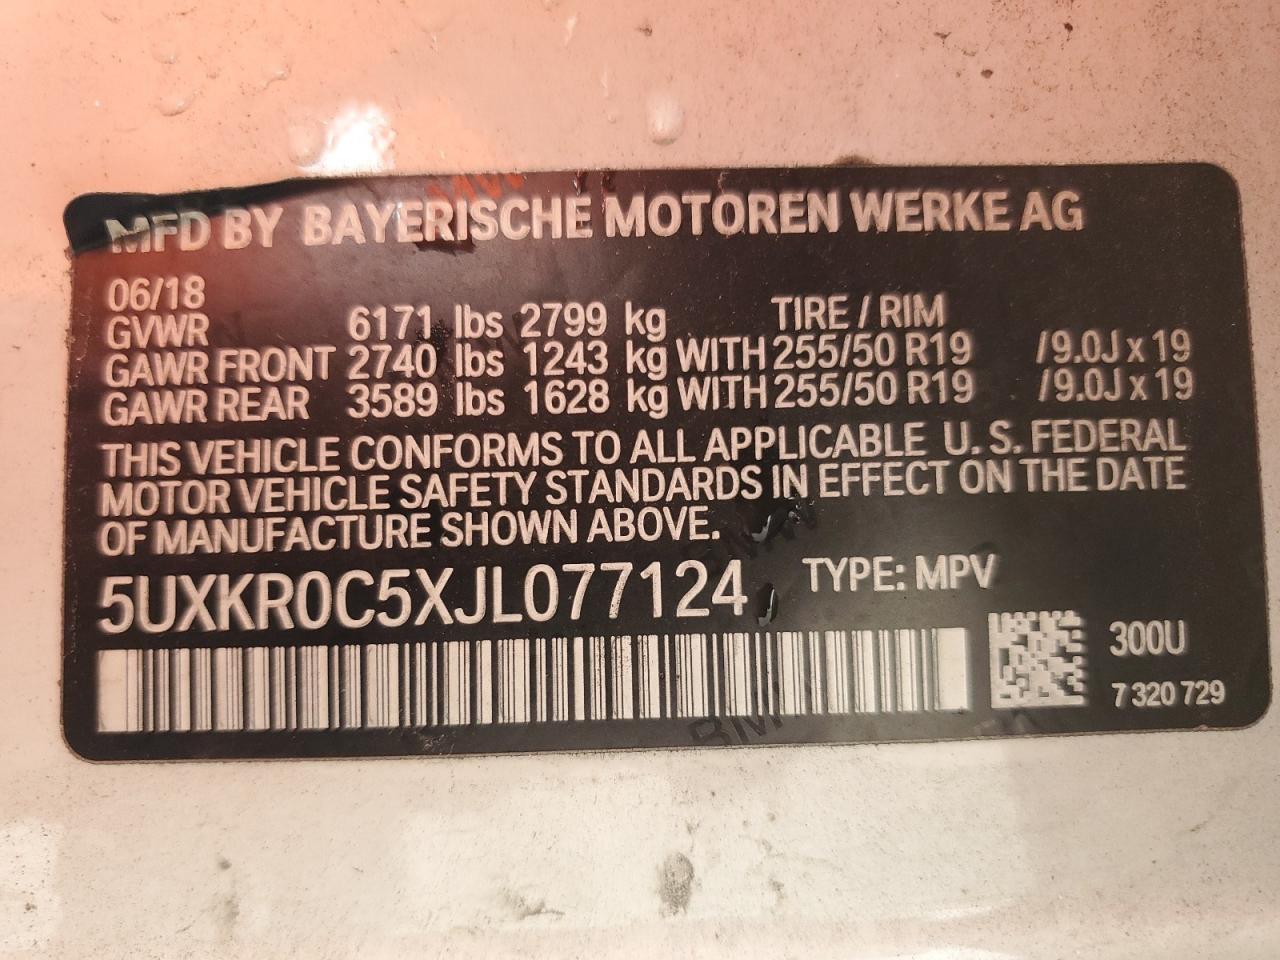 MFD BY BAYERISCHE MOTOREN WERKE AG
06/18
GVWR 6171 lbs 2799 kg TIRE / RIM
GAWR FRONT 2740 lbs 1243 kg WITH 255/50 R19 /9.0J x 19
GAWR REAR 3589 lbs 1628 kg WITH 255/50 R19 /9.0J x 19
THIS VEHICLE CONFORMS TO ALL APPLICABLE U. S. FEDERAL
MOTOR VEHICLE SAFETY STANDARDS IN EFFECT ON THE DATE
OF MANUFACTURE SHOWN ABOVE.
5UXKR0C5XJL077124 TYPE: MPV
300U
7 320 729